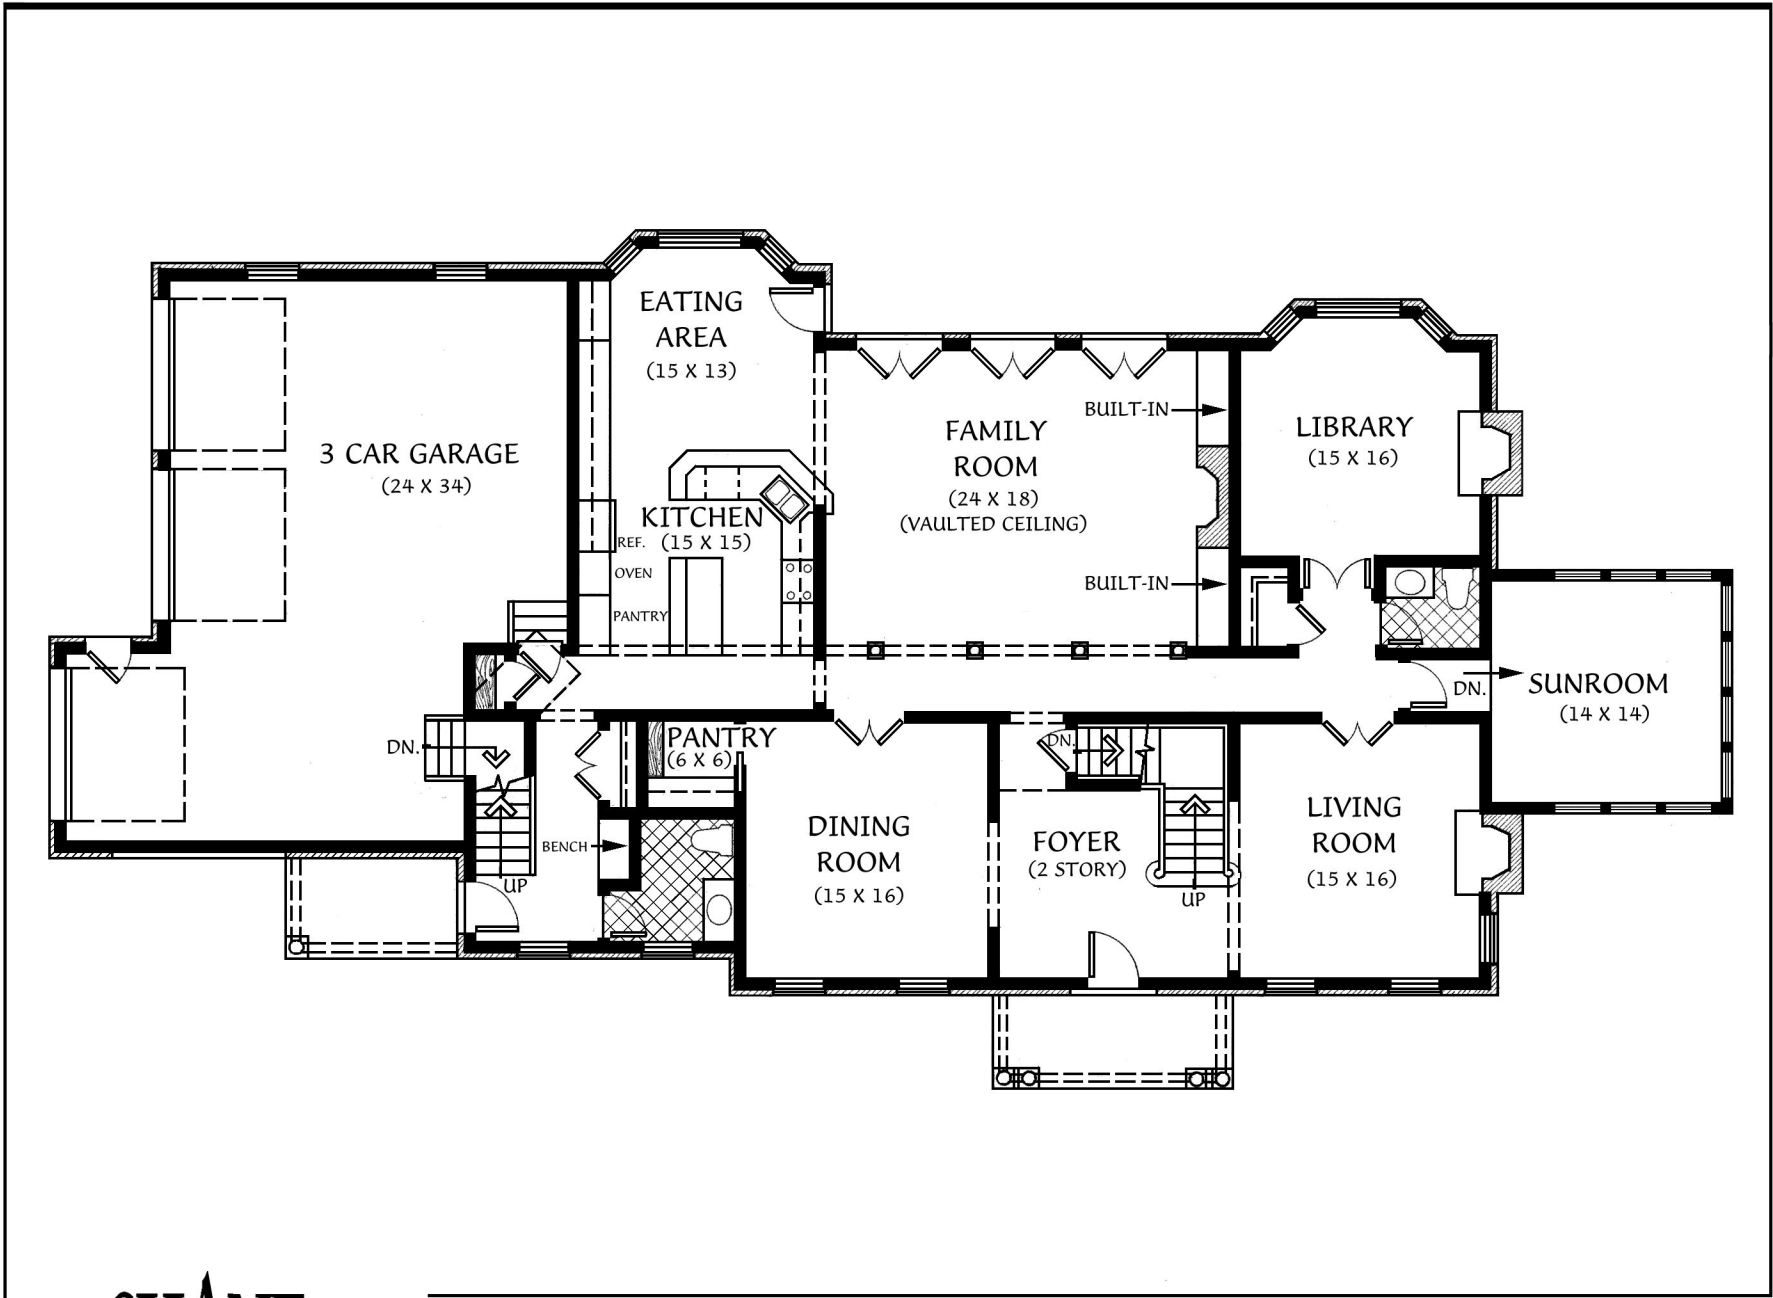 EATING
AREA
(15 X 13)
3 CAR GARAGE
(24 X 34)
FAMILY
ROOM
(24 X 18)
(VAULTED CEILING)
BUILT-IN
BUILT-IN
LIBRARY
(15 X 16)
KITCHEN
(15 X 15)
REF.
OVEN
PANTRY
DN.
SUNROOM
(14 X 14)
DN.
PANTRY
(6 X 6)
DN.
BENCH
UP
DINING
ROOM
(15 X 16)
FOYER
(2 STORY)
UP
LIVING
ROOM
(15 X 16)